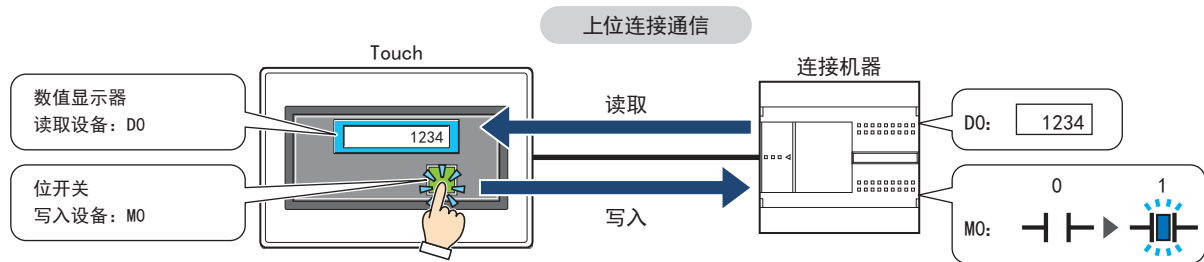 上位连接通信
Touch
连接机器
数值显示器
读取设备：D0
1234
读取
D0：
1234
位开关
写入设备：M0
写入
0
1
M0：